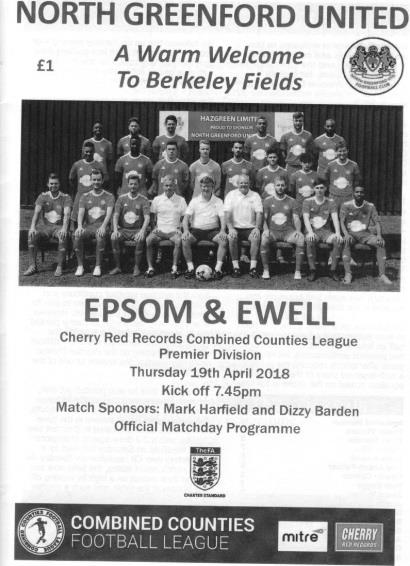 NORTH GREENFORD UNITED
£1
A Warm Welcome
To Berkeley Fields
HAZGREEN LIMITE
PROUD TO SPONSOR
NORTH GREENFORD UN
EPSOM & EWELL
Cherry Red Records Combined Counties League
Premier Division
Thursday 19th April 2018
Kick off 7.45pm
Match Sponsors: Mark Harfield and Dizzy Barden
Official Matchday Programme
TheFA
CHARTER STANDARD
COMBINED COUNTIES
FOOTBALL LEAGUE
mitre
CHERRY
RED RECORDS